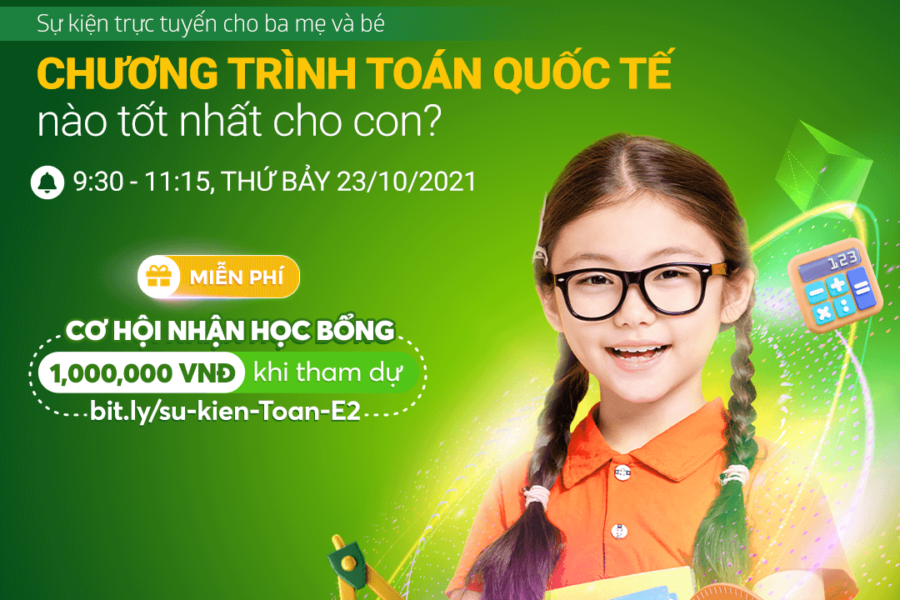 Sự kiện trực tuyến cho ba mẹ và bé
CHƯƠNG TRÌNH TOÁN QUỐC TẾ
nào tốt nhất cho con?
9:30 - 11:15, THỨ BẢY 23/10/2021
MIỄN PHÍ
CƠ HỘI NHẬN HỌC BỔNG
1,000,000 VNĐ khi tham dự
bit.ly/su-kien-Toan-E2
123